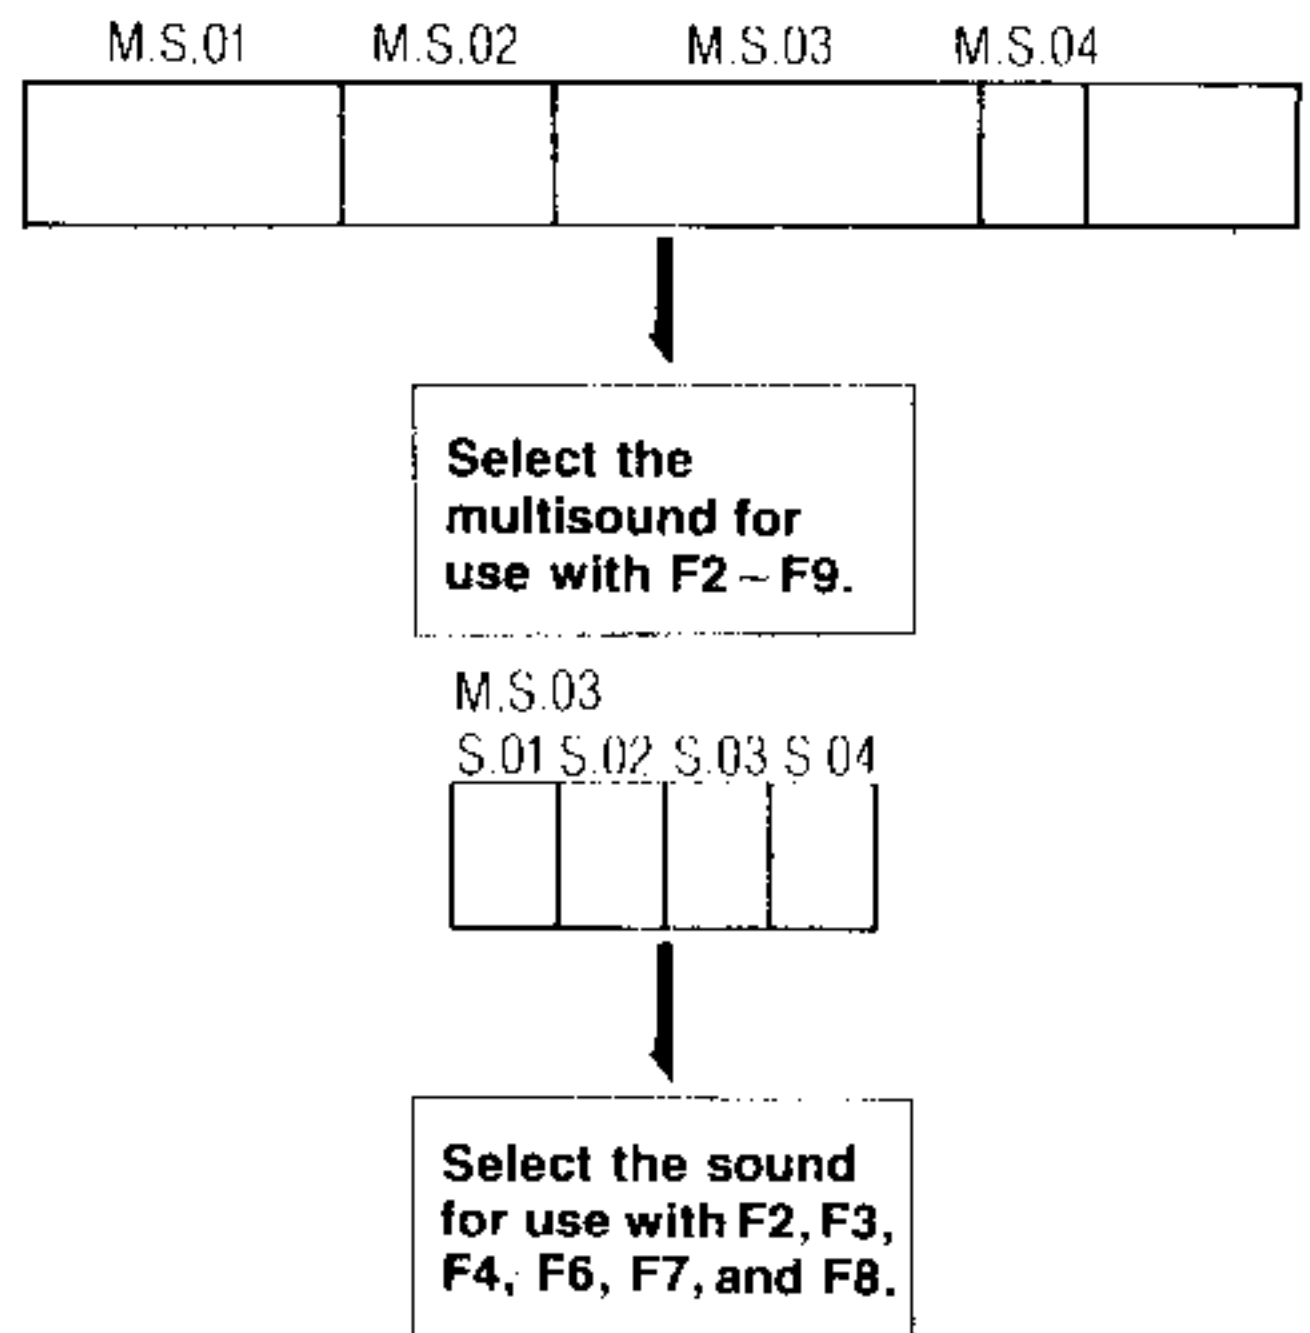 M.S.01 M.S.02 M.S.03 M.S.04
Select the
multisound for
use with F2 ~ F9.
M.S.03
S.01 S.02 S.03 S 04
Select the sound
for use with F2, F3,
F4, F6, F7, and F8.